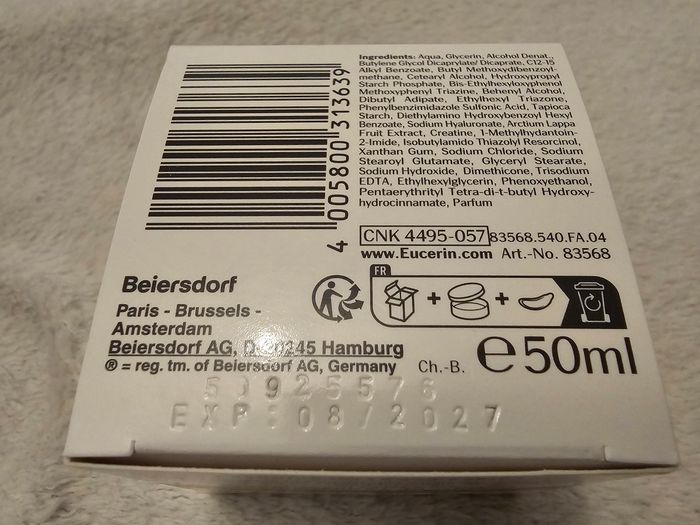 Ingredients: Aqua, Glycerin, Alcohol Denat.,
Butylene Glycol Dicaprylate/ Dicaprate, C12-15
Alkyl Benzoate, Butyl Methoxydibenzoyl-
methane, Cetearyl Alcohol, Hydroxypropyl
Starch Phosphate, Bis-Ethylhexyloxyphenol
Methoxyphenyl Triazine, Behenyl Alcohol,
Dibutyl Adipate, Ethylhexyl Triazone,
Phenylbenzimidazole Sulfonic Acid, Tapioca
Starch, Diethylamino Hydroxybenzoyl Hexyl
Benzoate, Sodium Hyaluronate, Arctium Lappa
Fruit Extract, Creatine, 1-Methylhydantoin-
2-Imide, Isobutylamido Thiazolyl Resorcinol,
Xanthan Gum, Sodium Chloride, Sodium
Stearoyl Glutamate, Glyceryl Stearate,
Sodium Hydroxide, Dimethicone, Trisodium
EDTA, Ethylhexylglycerin, Phenoxyethanol,
Pentaerythrityl Tetra-di-t-butyl Hydroxy-
hydrocinnamate, Parfum
4 005800 313639
CNK 4495-057 83568.540.FA.04
www.Eucerin.com Art.-No. 83568
FR
Beiersdorf
Paris - Brussels -
Amsterdam
Beiersdorf AG, 245 Hamburg
® = reg. tm. of Beiersdorf AG, Germany
Ch.-B. e50ml
EXP: 08/2027